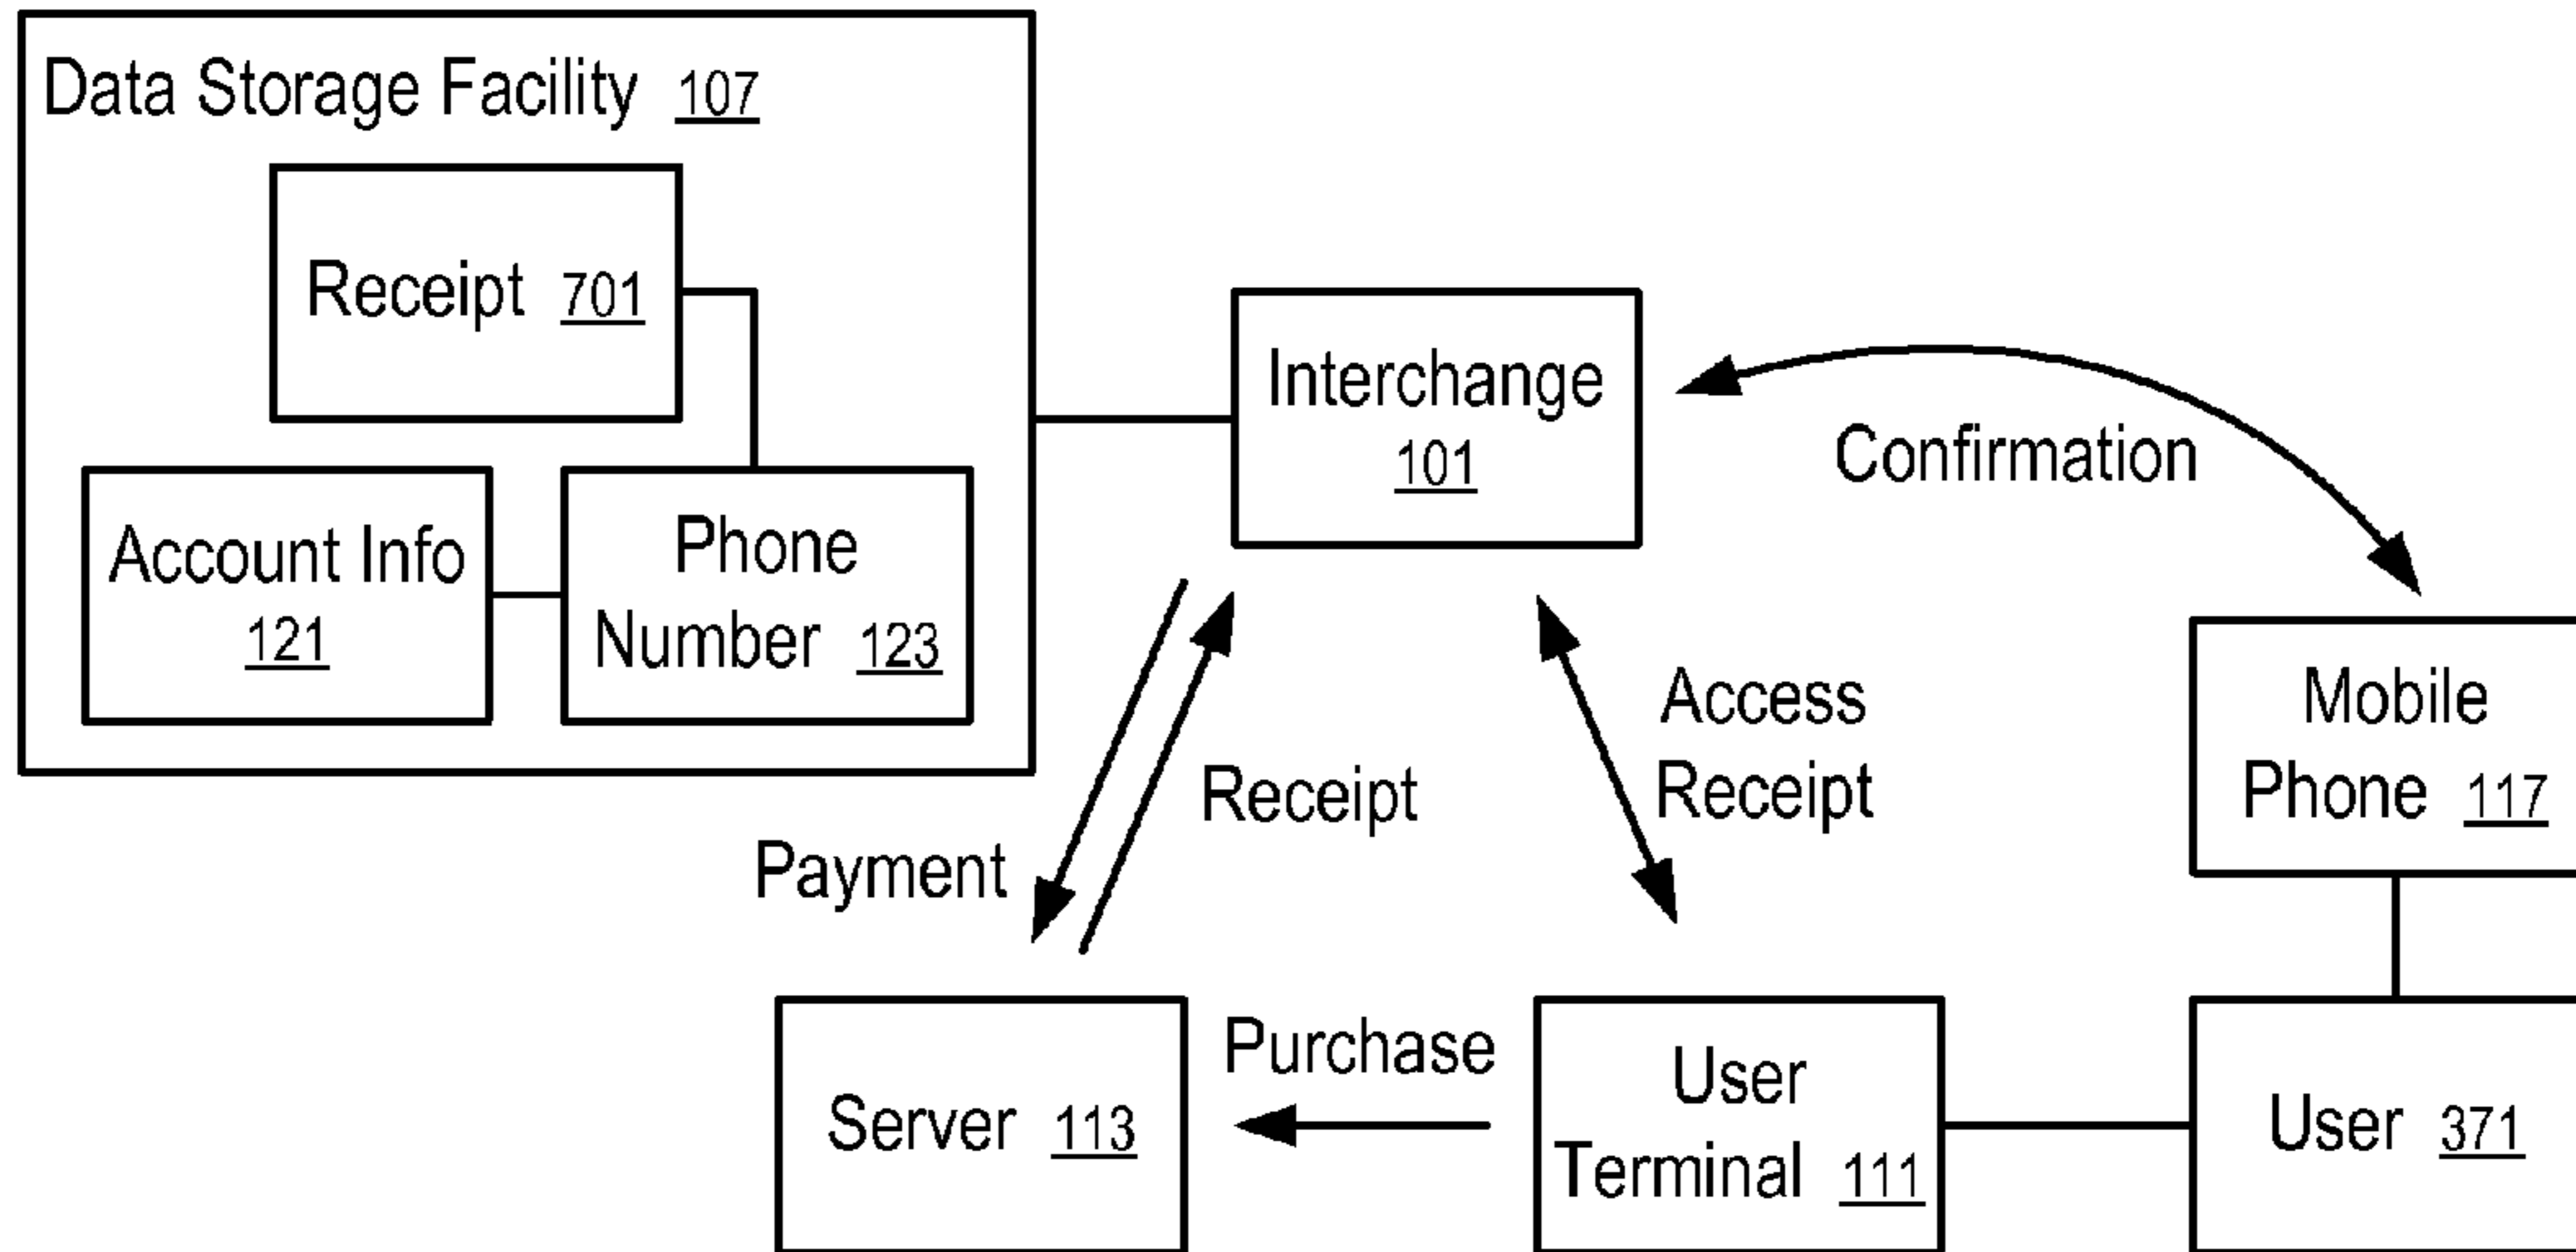 Data Storage Facility 107
Receipt 701
Account Info
121
Phone
Number 123
Interchange
101
Confirmation
Mobile
Phone 117
Access
Receipt
Receipt
Payment
Server 113
Purchase
User
Terminal 111
User 371